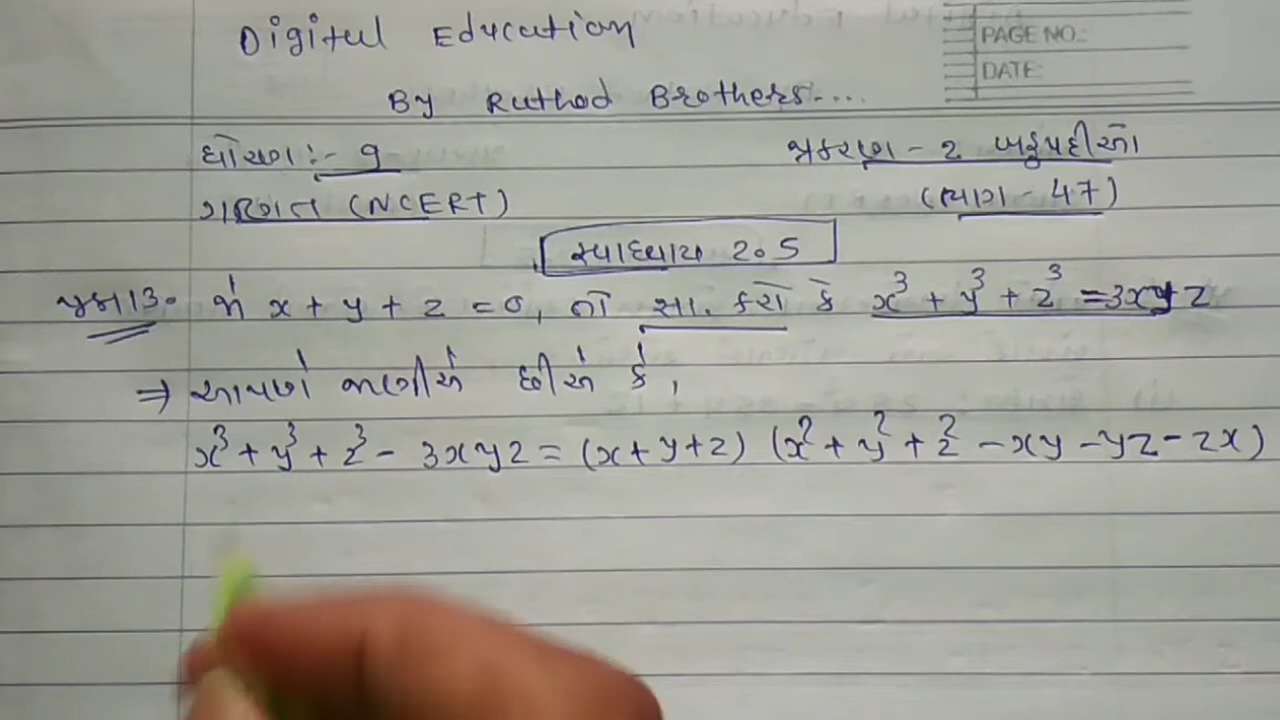 Digital Education
PAGE NO.:
DATE:
By Rathod Brothers....
ધોરણ :- 9
પ્રકરણ - 2 બહુપદીઓ
ગણિત (NCERT)
(ભાગ - 47)
સ્વાધ્યાય 2.5
પ્રશ્ન 13. જો x + y + z = 0, તો સા. કરો કે x³ + y³ + z³ = 3xyz
⇒ આપણે જાણીએ છીએ કે,
x³ + y³ + z³ - 3xyz = (x + y + z) (x² + y² + z² - xy - yz - zx)